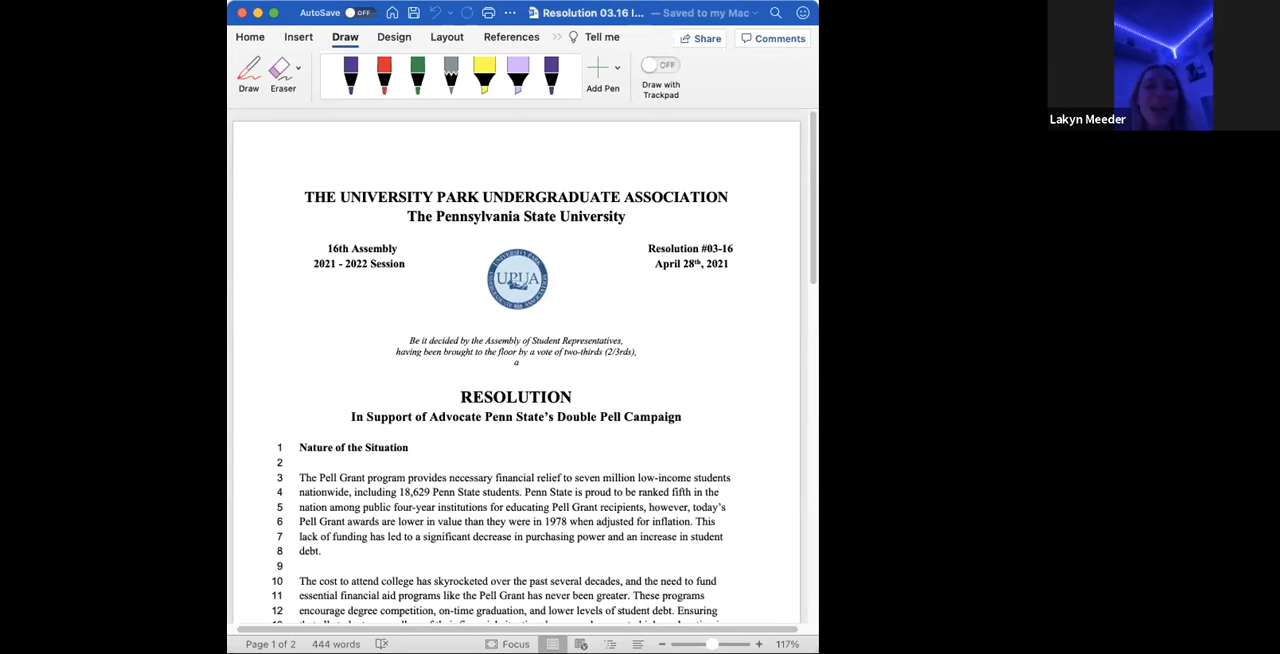 AutoSave OFF
Resolution 03.16 I... — Saved to my Mac
Home Insert Draw Design Layout References Tell me
Share Comments
Draw Eraser Add Pen Draw with
Trackpad
OFF
THE UNIVERSITY PARK UNDERGRADUATE ASSOCIATION
The Pennsylvania State University
16th Assembly
2021 - 2022 Session
UPUA
Resolution #03-16
April 28th, 2021
Be it decided by the Assembly of Student Representatives,
having been brought to the floor by a vote of two-thirds (2/3rds),
a
RESOLUTION
In Support of Advocate Penn State’s Double Pell Campaign
1 Nature of the Situation
2
3 The Pell Grant program provides necessary financial relief to seven million low-income students
4 nationwide, including 18,629 Penn State students. Penn State is proud to be ranked fifth in the
5 nation among public four-year institutions for educating Pell Grant recipients, however, today’s
6 Pell Grant awards are lower in value than they were in 1978 when adjusted for inflation. This
7 lack of funding has led to a significant decrease in purchasing power and an increase in student
8 debt.
9
10 The cost to attend college has skyrocketed over the past several decades, and the need to fund
11 essential financial aid programs like the Pell Grant has never been greater. These programs
12 encourage degree competition, on-time graduation, and lower levels of student debt. Ensuring
Page 1 of 2 444 words Focus 117%
Lakyn Meeder